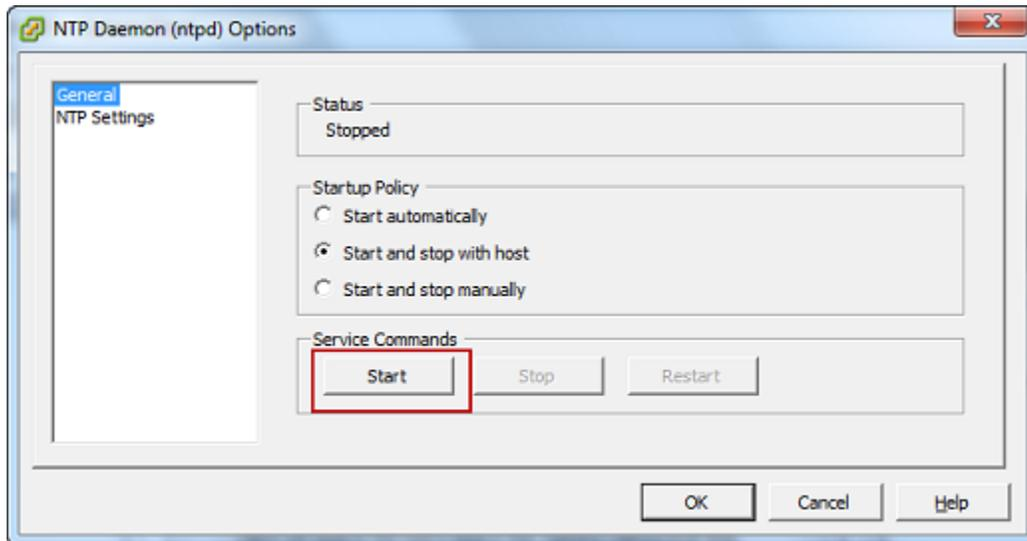 NTP Daemon (ntpd) Options
General
NTP Settings
Status
Stopped
Startup Policy
Start automatically
Start and stop with host
Start and stop manually
Service Commands
Start Stop Restart
OK Cancel Help